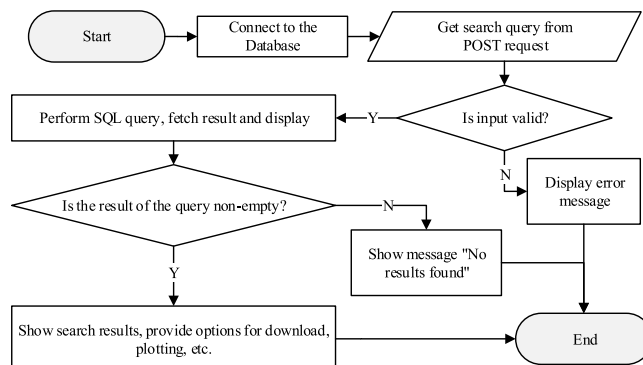 Start
Connect to the
Database
Get search query from
POST request
Perform SQL query, fetch result and display
Y
Is input valid?
N
Display error
message
Is the result of the query non-empty?
N
Show message "No
results found"
Y
Show search results, provide options for download,
plotting, etc.
End